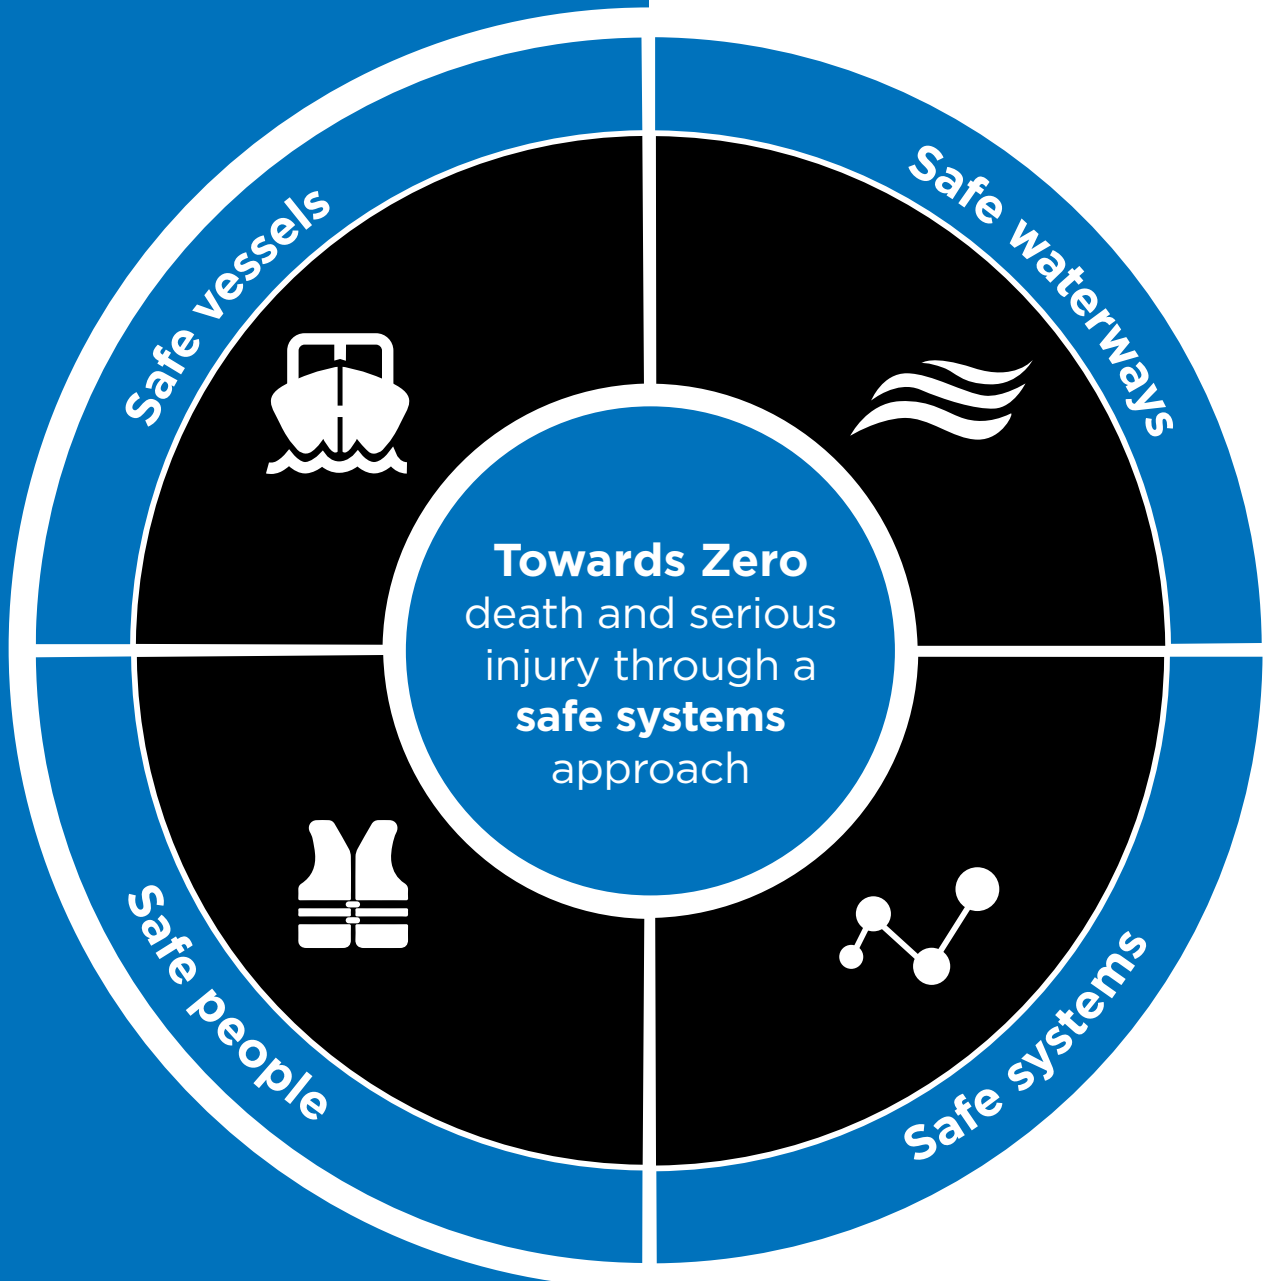 Safe vessels
Safe waterways
Towards Zero
death and serious
injury through a
safe systems
approach
Safe people
Safe systems